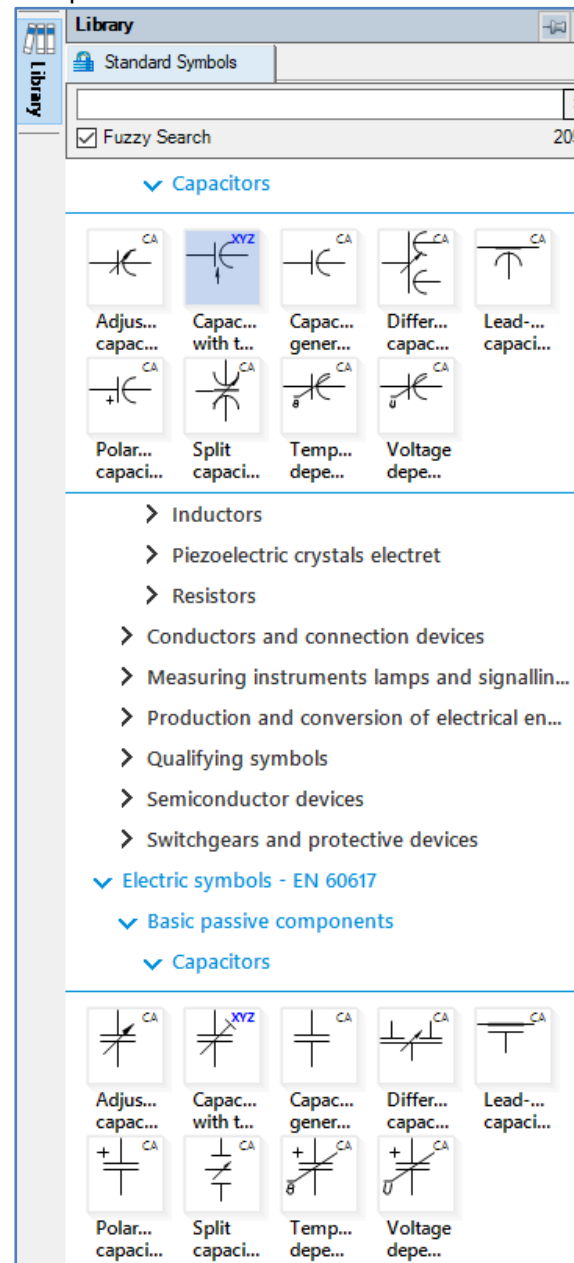 Library
Library
Standard Symbols
Fuzzy Search
Capacitors
CA XYZ CA CA CA
Adjus... Capac... Capac... Differ... Lead-...
capac... with t... gener... capac... capaci...
CA CA CA CA
Polar... Split Temp... Voltage
capaci... capaci... depe... depe...
Inductors
Piezoelectric crystals electret
Resistors
Conductors and connection devices
Measuring instruments lamps and signallin...
Production and conversion of electrical en...
Qualifying symbols
Semiconductor devices
Switchgears and protective devices
Electric symbols - EN 60617
Basic passive components
Capacitors
CA XYZ CA CA CA
Adjus... Capac... Capac... Differ... Lead-...
capac... with t... gener... capac... capaci...
CA CA CA CA
Polar... Split Temp... Voltage
capaci... capaci... depe... depe...